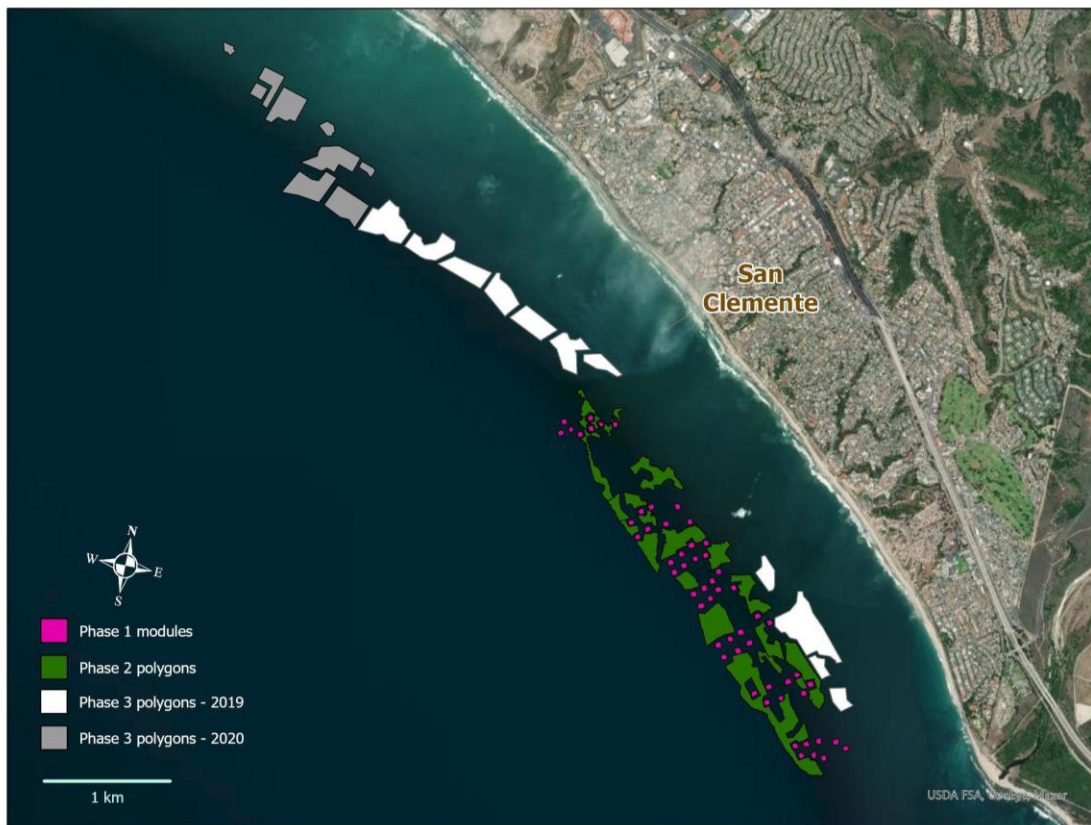 San
Clemente
N
W
E
S
Phase 1 modules
Phase 2 polygons
Phase 3 polygons - 2019
Phase 3 polygons - 2020
1 km
USDA FSA,